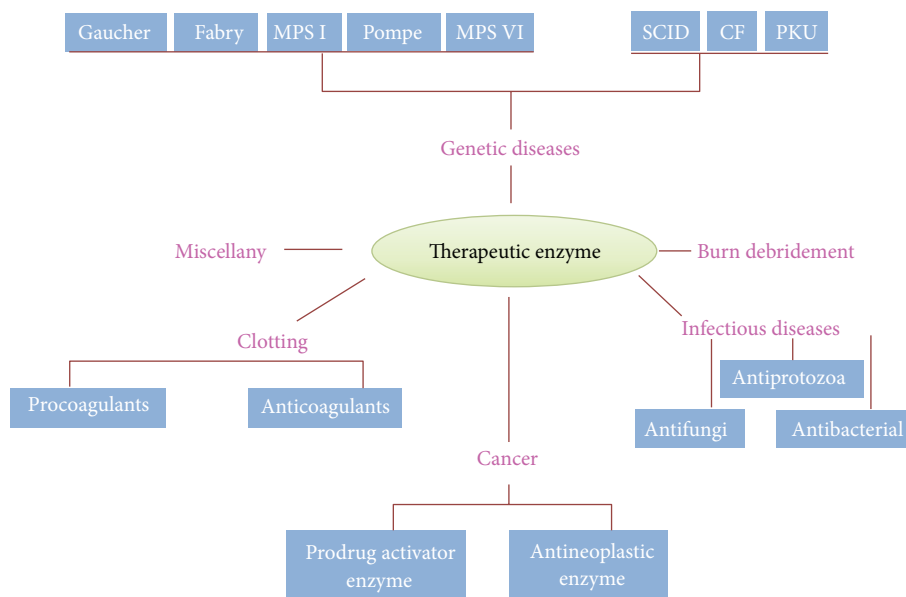 Gaucher
Fabry
MPS I
Pompe
MPS VI
SCID
CF
PKU
Genetic diseases
Miscellany
Therapeutic enzyme
Burn debridement
Clotting
Infectious diseases
Procoagulants
Anticoagulants
Antiprotozoa
Antifungi
Antibacterial
Cancer
Prodrug activator
enzyme
Antineoplastic
enzyme